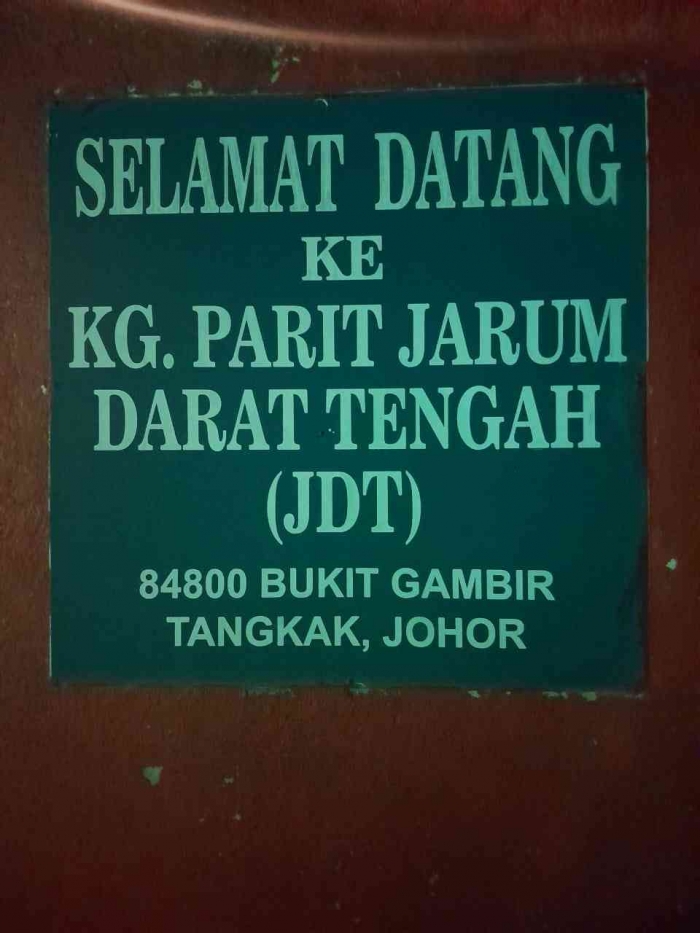 SELAMAT DATANG
KE
KG. PARIT JARUM
DARAT TENGAH
(JDT)
84800 BUKIT GAMBIR
TANGKAK, JOHOR